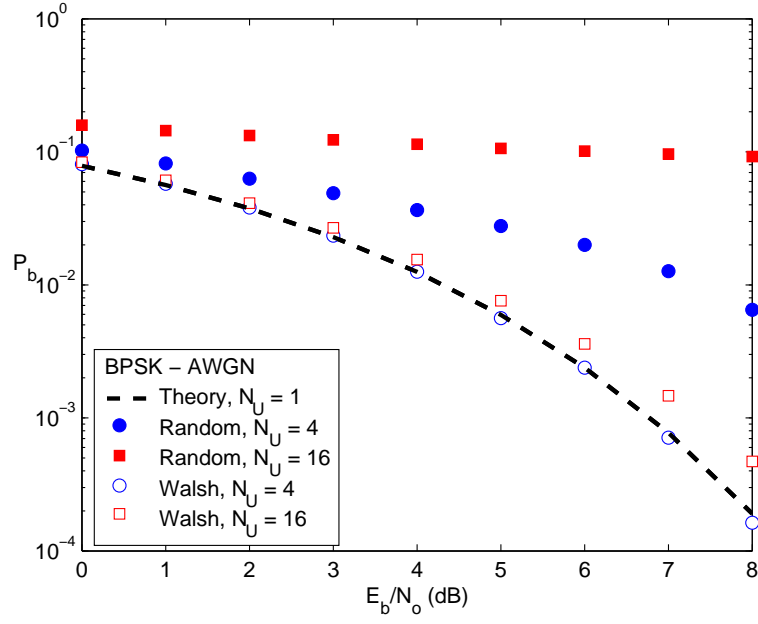 10^0
10^-1
P_b
10^-2
10^-3
10^-4
BPSK – AWGN
Theory, N_U = 1
Random, N_U = 4
Random, N_U = 16
Walsh, N_U = 4
Walsh, N_U = 16
0 1 2 3 4 5 6 7 8
E_b/N_o (dB)